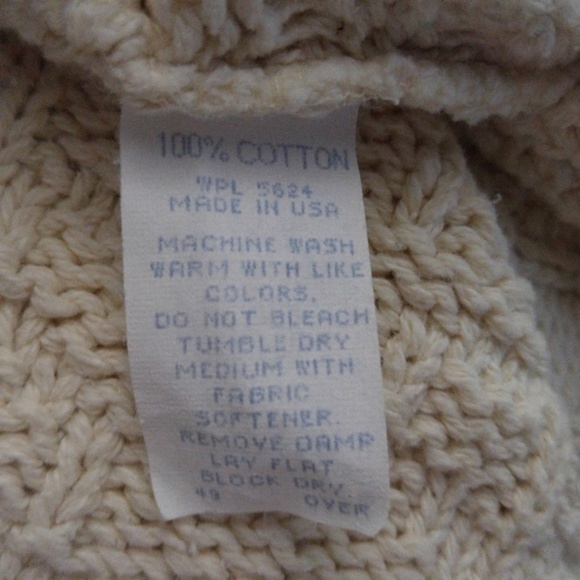 100% COTTON
WPL 5624
MADE IN USA
MACHINE WASH
WARM WITH LIKE
COLORS.
DO NOT BLEACH
TUMBLE DRY
MEDIUM WITH
FABRIC
SOFTENER.
REMOVE DAMP
LAY FLAT
BLOCK DRY.
49 OVER